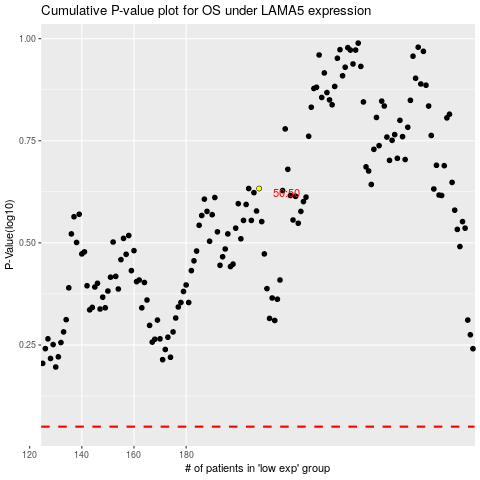 Cumulative P-value plot for OS under LAMA5 expression
P-Value(log10)
1.00
0.75
0.50
0.25
50:50
120 140 160 180
# of patients in 'low exp' group